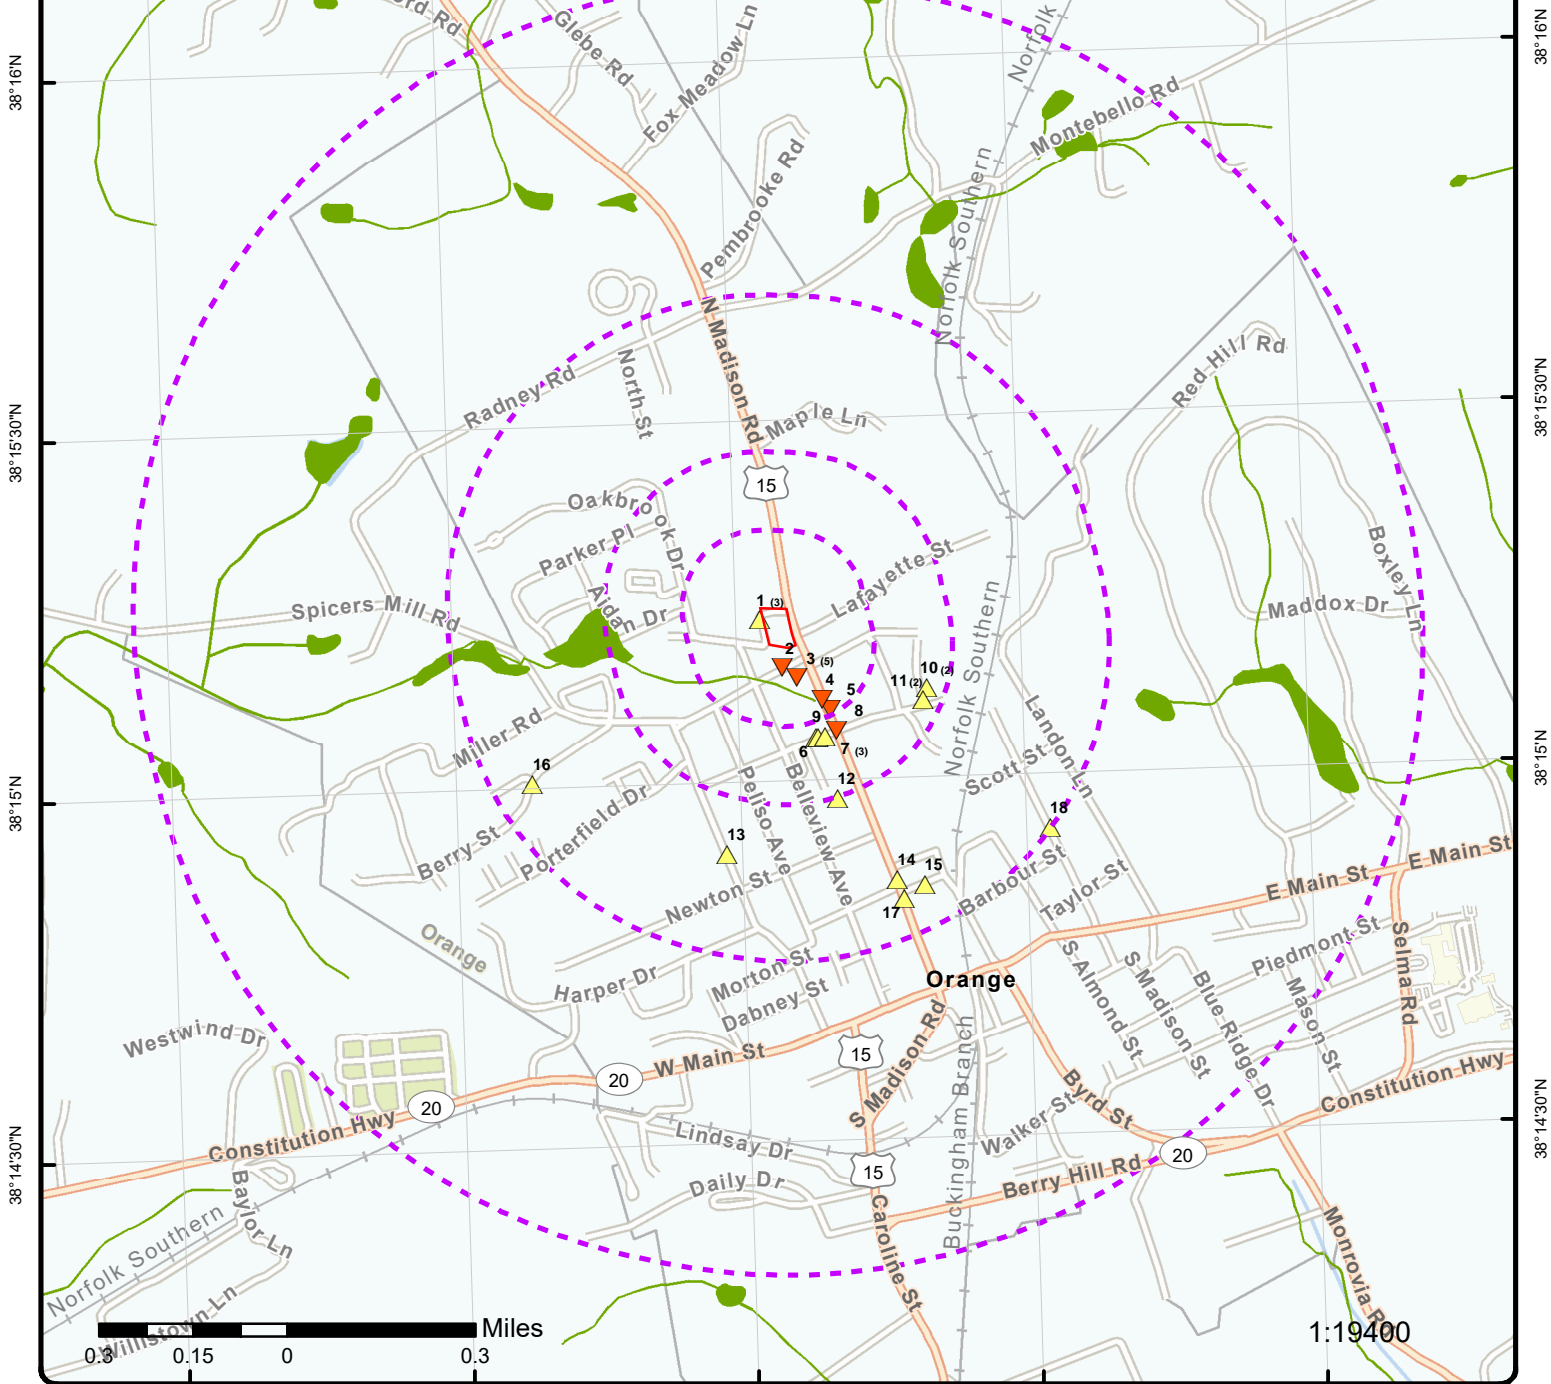 ord Rd
Glebe Rd
Fox Meadow Ln
Norfolk
38°16'N
38°16'N
Montebello Rd
Pembrooke Rd
Norfolk Southern
N Madison Rd
Radney Rd
North St
Red Hill Rd
Maple Ln
38°15'30"N
38°15'30"N
15
Oakbrook Dr
Parker Pl
Lafayette St
Boxley Ln
Spicers Mill Rd
Aidan Dr
Maddox Dr
1 (3)
2
3 (5)
4
5
8
9
6
7 (3)
10 (2)
11 (2)
Norfolk Southern
Landon Ln
Miller Rd
Scott St
38°15'N
38°15'N
16
12
18
Peliso Ave
Belleview Ave
Porterfield Dr
Berry St
13
14
15
17
Newton St
Barbour St
Taylor St
E Main St
E Main St
Orange
Harper Dr
Morton St
Dabney St
Orange
S Almond St
S Madison St
Blue Ridge Dr
Piedmont St
Mason St
Selma Rd
Westwind Dr
W Main St
15
20
20
S Madison Rd
Buckingham Branch
Byrd St
Walker St
Constitution Hwy
Constitution Hwy
38°14'30"N
38°14'30"N
Lindsay Dr
Daily Dr
15
20
Berry Hill Rd
Baylor Ln
Norfolk Southern
Caroline St
Monrovia Rd
Willistown Ln
Miles
0.3
0.15
0
0.3
1:19400